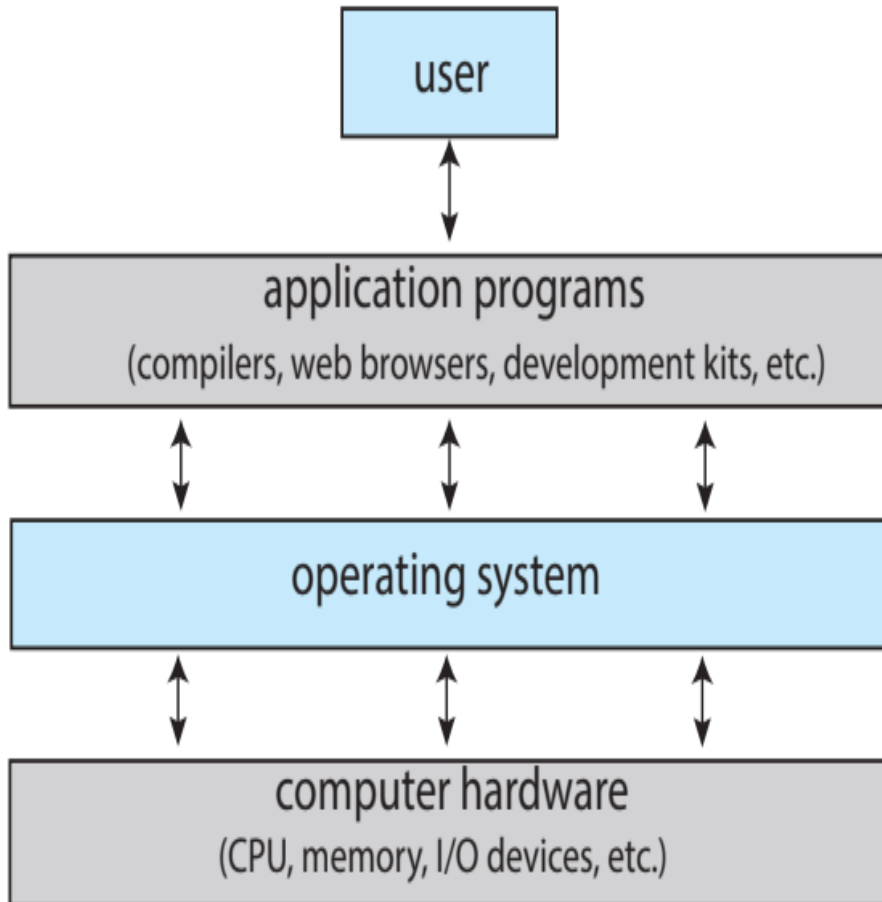 user
application programs
(compilers, web browsers, development kits, etc.)
operating system
computer hardware
(CPU, memory, I/O devices, etc.)